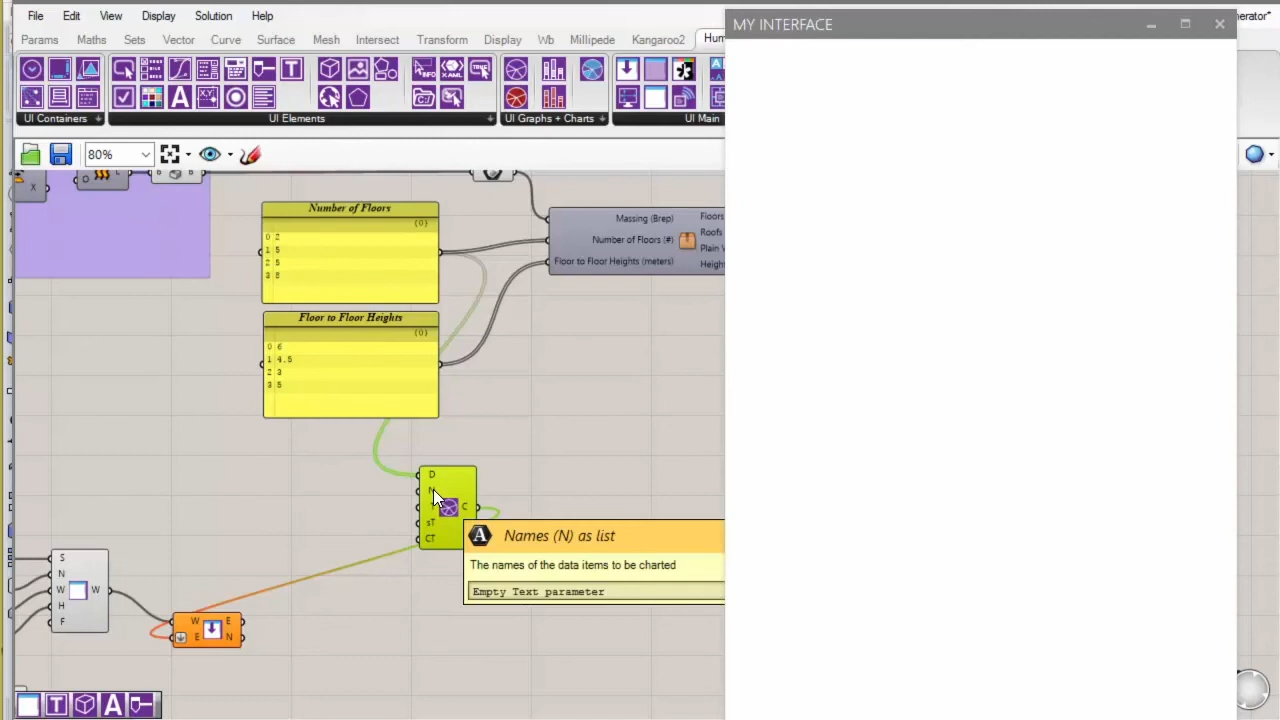 File Edit View Display Solution Help
erator*
MY INTERFACE
Params Maths Sets Vector Curve Surface Mesh Intersect Transform Display Wb Millipede Kangaroo2 Hum
UI Containers
UI Elements
UI Graphs + Charts
UI Main
80%
X
Number of Floors
{0}
0 2
1 5
2 5
3 8
Massing (Brep)
Number of Floors (#)
Floor to Floor Heights (meters)
Floors
Roofs
Plain
Height
Floor to Floor Heights
{0}
0 6
1 4.5
2 3
3 5
D
N
T
sT
CT
C
A Names (N) as list
The names of the data items to be charted
Empty Text parameter
S
N
W
H
F
W
W E
E N